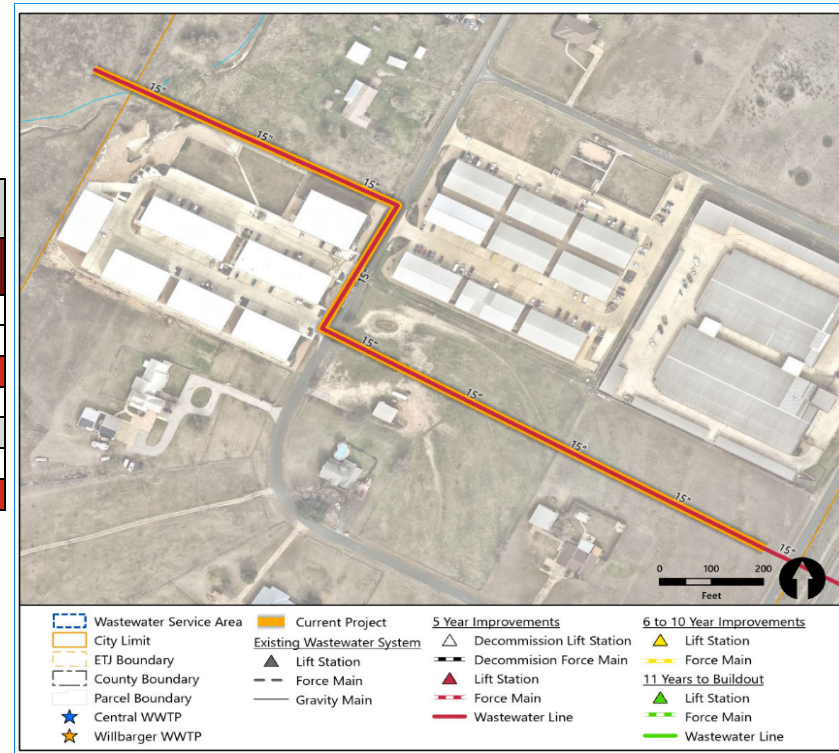 15"
15"
15"
15"
15"
15"
15"
15"
15"
0 100 200
Feet
Wastewater Service Area
City Limit
ETJ Boundary
County Boundary
Parcel Boundary
Central WWTP
Willbarger WWTP
Current Project
Existing Wastewater System
Lift Station
Force Main
Gravity Main
5 Year Improvements
Decommission Lift Station
Decommision Force Main
Lift Station
Force Main
Wastewater Line
6 to 10 Year Improvements
Lift Station
Force Main
11 Years to Buildout
Lift Station
Force Main
Wastewater Line